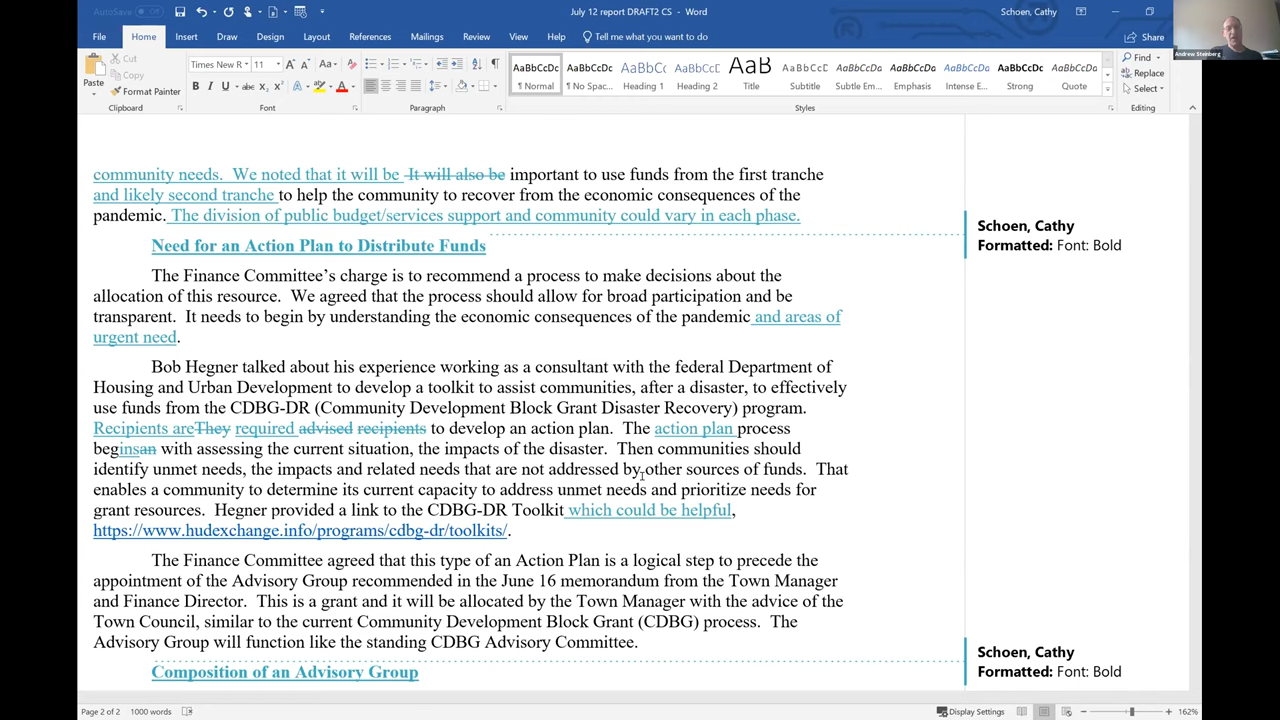 AutoSave Off
July 12 report DRAFT2 CS - Word
Schoen, Cathy
Andrew Steinberg
File Home Insert Draw Design Layout References Mailings Review View Help Tell me what you want to do Share
Paste
Cut
Copy
Format Painter
Clipboard
Times New R 11
Font
Paragraph
AaBbCcDc AaBbCcDc AaBbCcD AaBbCcD AaB AaBbCcD AaBbCcDc AaBbCcDc AaBbCcDc AaBbCcDc AaBbCcDc
¶ Normal ¶ No Spac... Heading 1 Heading 2 Title Subtitle Subtle Em... Emphasis Intense E... Strong Quote
Styles
Find
Replace
Select
Editing
community needs. We noted that it will be It will also be important to use funds from the first tranche
and likely second tranche to help the community to recover from the economic consequences of the
pandemic. The division of public budget/services support and community could vary in each phase.
Need for an Action Plan to Distribute Funds
The Finance Committee's charge is to recommend a process to make decisions about the
allocation of this resource. We agreed that the process should allow for broad participation and be
transparent. It needs to begin by understanding the economic consequences of the pandemic and areas of
urgent need.
Bob Hegner talked about his experience working as a consultant with the federal Department of
Housing and Urban Development to develop a toolkit to assist communities, after a disaster, to effectively
use funds from the CDBG-DR (Community Development Block Grant Disaster Recovery) program.
Recipients areThey required advised recipients to develop an action plan. The action plan process
beginsan with assessing the current situation, the impacts of the disaster. Then communities should
identify unmet needs, the impacts and related needs that are not addressed by other sources of funds. That
enables a community to determine its current capacity to address unmet needs and prioritize needs for
grant resources. Hegner provided a link to the CDBG-DR Toolkit which could be helpful,
https://www.hudexchange.info/programs/cdbg-dr/toolkits/.
The Finance Committee agreed that this type of an Action Plan is a logical step to precede the
appointment of the Advisory Group recommended in the June 16 memorandum from the Town Manager
and Finance Director. This is a grant and it will be allocated by the Town Manager with the advice of the
Town Council, similar to the current Community Development Block Grant (CDBG) process. The
Advisory Group will function like the standing CDBG Advisory Committee.
Composition of an Advisory Group
Schoen, Cathy
Formatted: Font: Bold
Schoen, Cathy
Formatted: Font: Bold
Page 2 of 2 1000 words Display Settings 162%